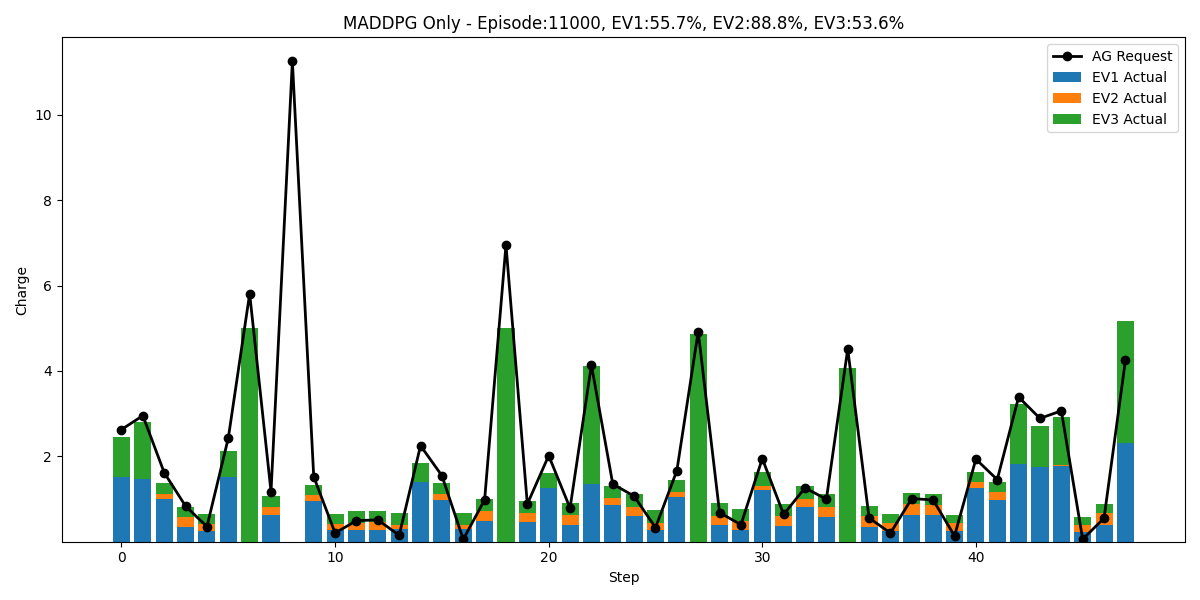 MADDPG Only - Episode:11000, EV1:55.7%, EV2:88.8%, EV3:53.6%
AG Request
EV1 Actual
EV2 Actual
EV3 Actual
Charge
10
8
6
4
2
0
10
20
30
40
Step